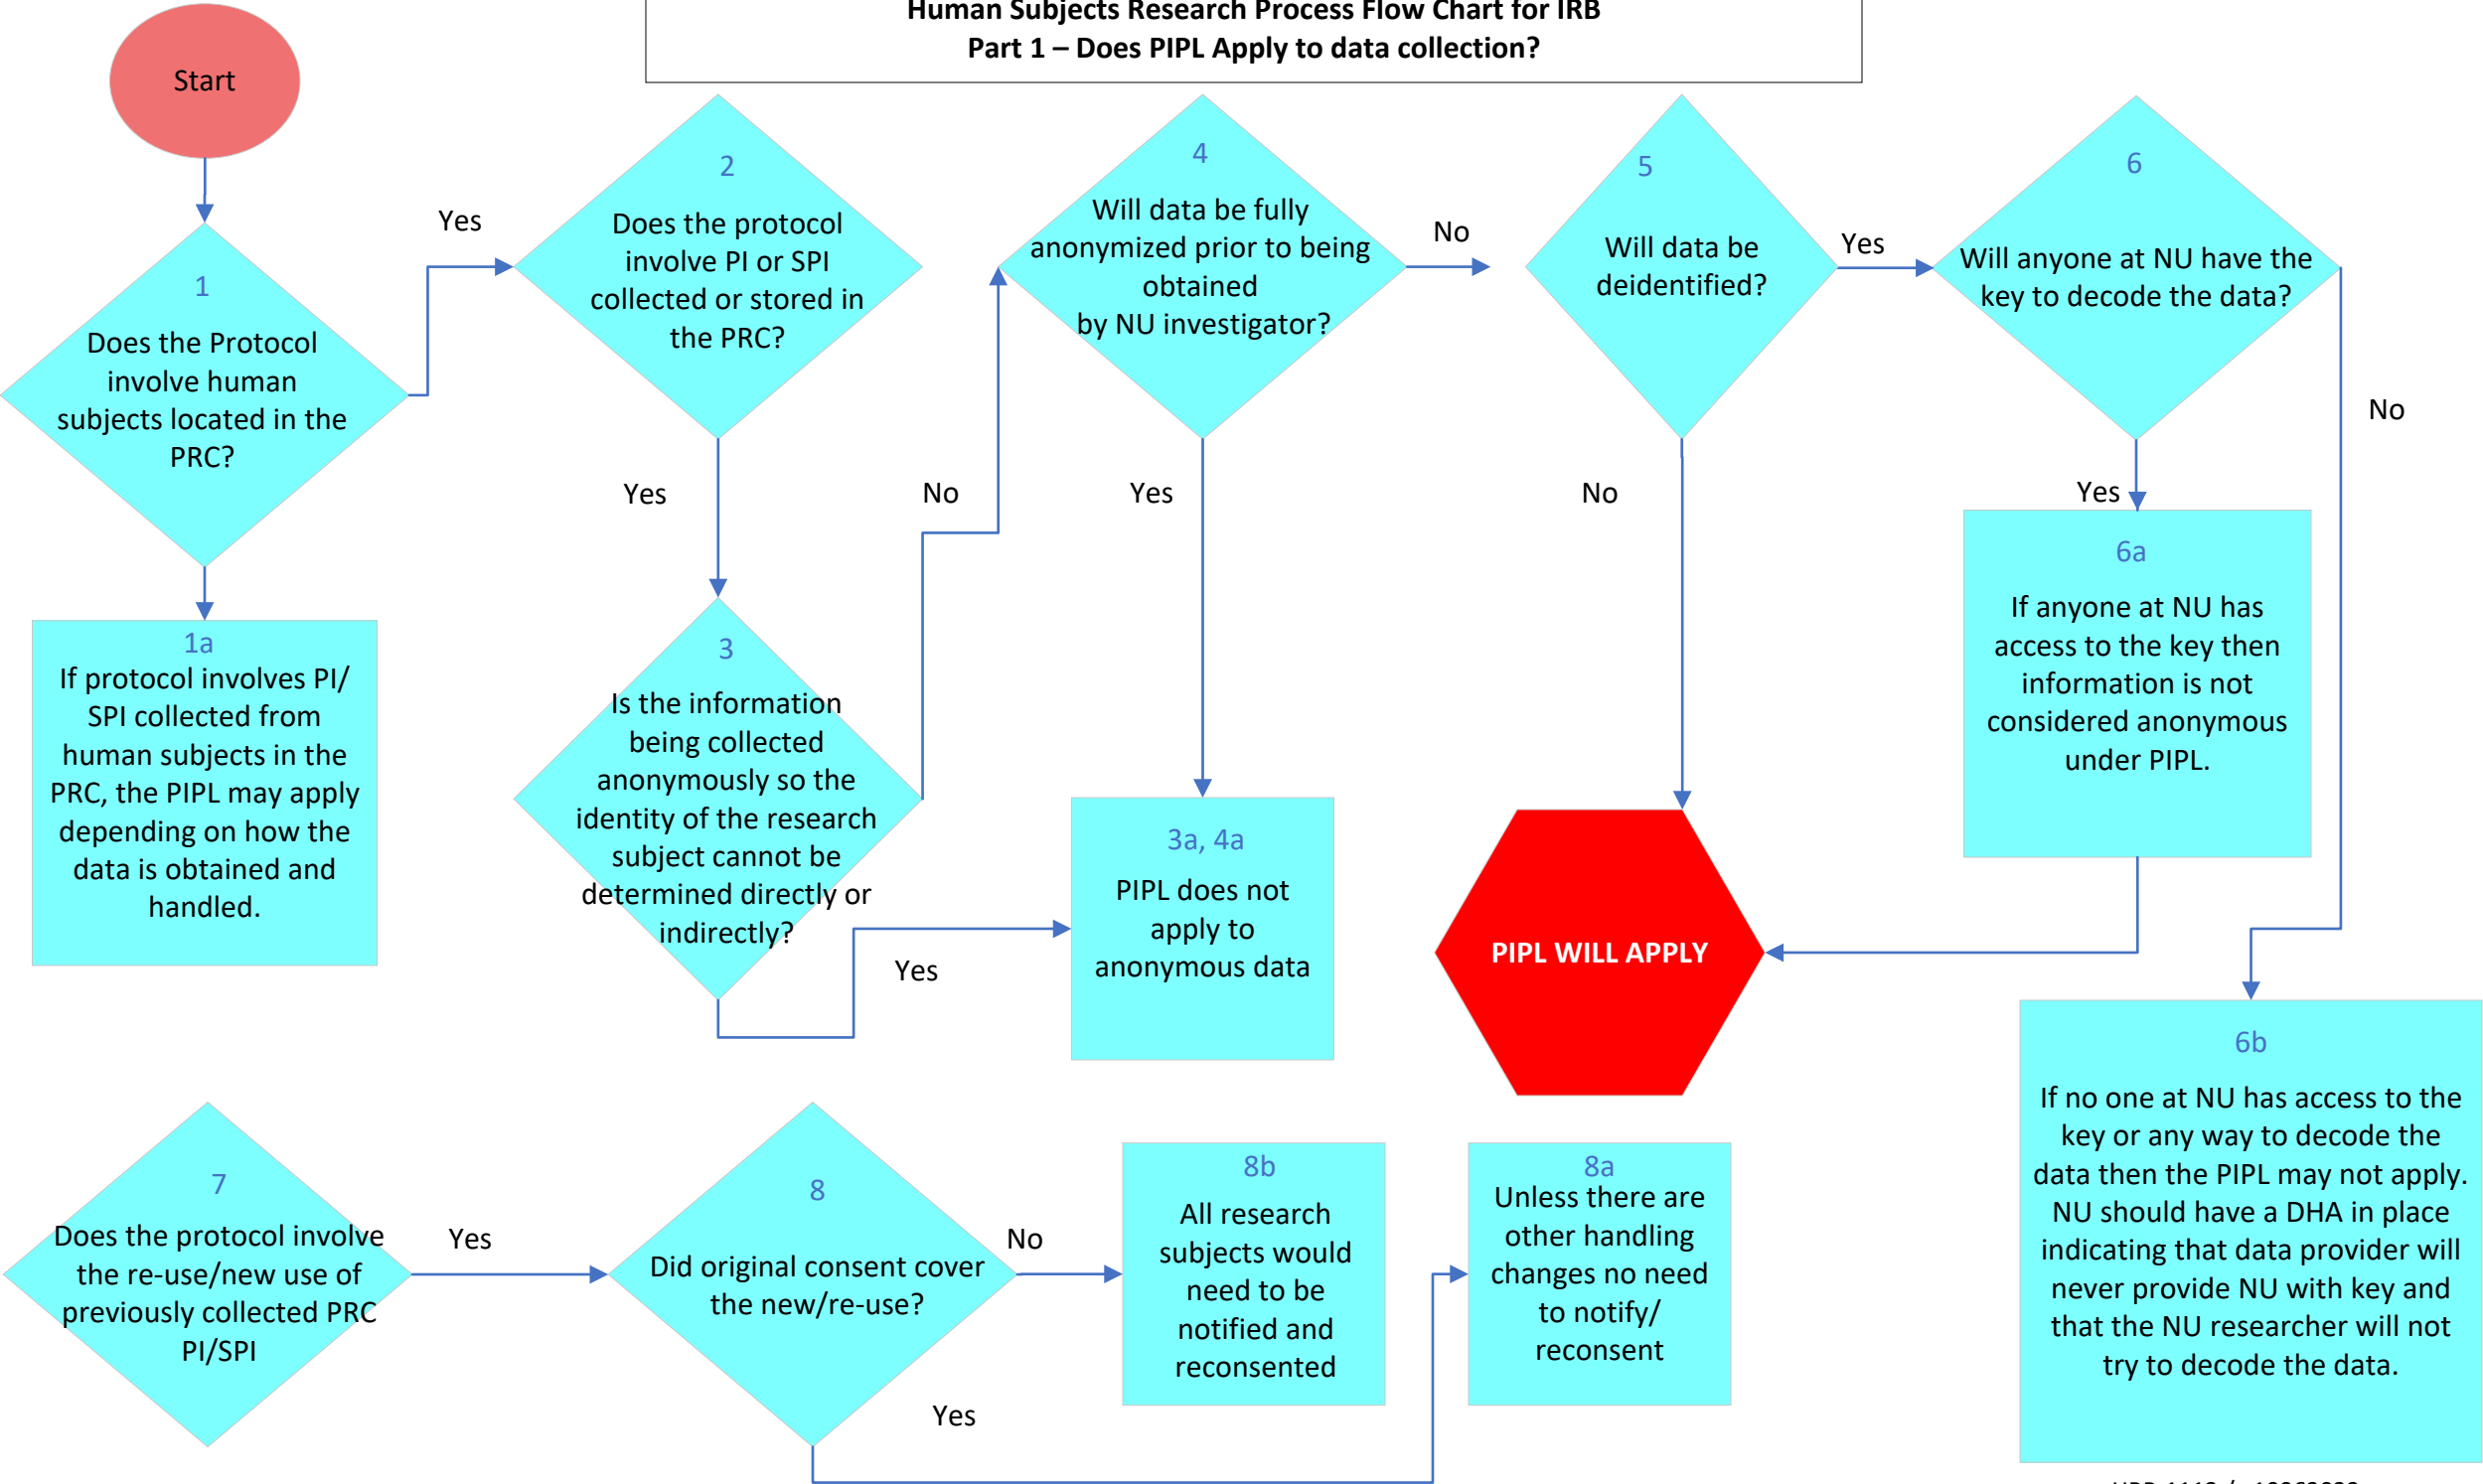 Human Subjects Research Process Flow Chart for IRB
Part 1 – Does PIPL Apply to data collection?
Start
1
Does the Protocol
involve human
subjects located in the
PRC?
Yes
1a
If protocol involves PI/
SPI collected from
human subjects in the
PRC, the PIPL may apply
depending on how the
data is obtained and
handled.
2
Does the protocol
involve PI or SPI
collected or stored in
the PRC?
Yes
3
Is the information
being collected
anonymously so the
identity of the research
subject cannot be
determined directly or
indirectly?
No
Yes
4
Will data be fully
anonymized prior to being
obtained
by NU investigator?
No
Yes
3a, 4a
PIPL does not
apply to
anonymous data
5
Will data be
deidentified?
Yes
No
PIPL WILL APPLY
6
Will anyone at NU have the
key to decode the data?
No
Yes
6a
If anyone at NU has
access to the key then
information is not
considered anonymous
under PIPL.
6b
If no one at NU has access to the
key or any way to decode the
data then the PIPL may not apply.
NU should have a DHA in place
indicating that data provider will
never provide NU with key and
that the NU researcher will not
try to decode the data.
7
Does the protocol involve
the re-use/new use of
previously collected PRC
PI/SPI
Yes
8
Did original consent cover
the new/re-use?
No
Yes
8b
All research
subjects would
need to be
notified and
reconsented
8a
Unless there are
other handling
changes no need
to notify/
reconsent